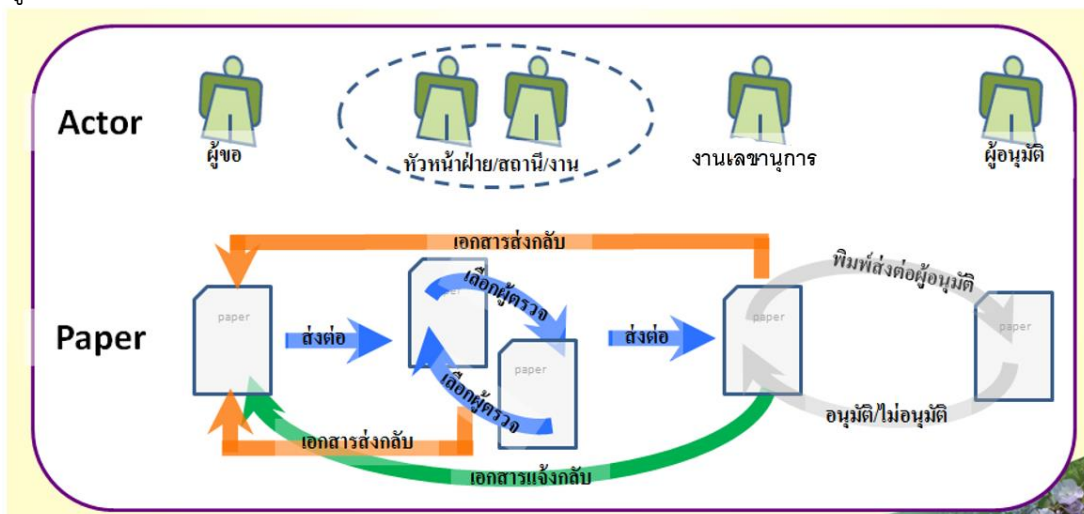 Actor
ผู้ขอ
หัวหน้าฝ่าย/สถานี/งาน
งานเลขานุการ
ผู้อนุมัติ
เอกสารส่งกลับ
พิมพ์ส่งต่อผู้อนุมัติ
เลือกผู้ตรวจ
Paper
paper
ส่งต่อ
ส่งต่อ
paper
paper
paper
เลือกผู้ตรวจ
อนุมัติ/ไม่อนุมัติ
เอกสารส่งกลับ
เอกสารแจ้งกลับ